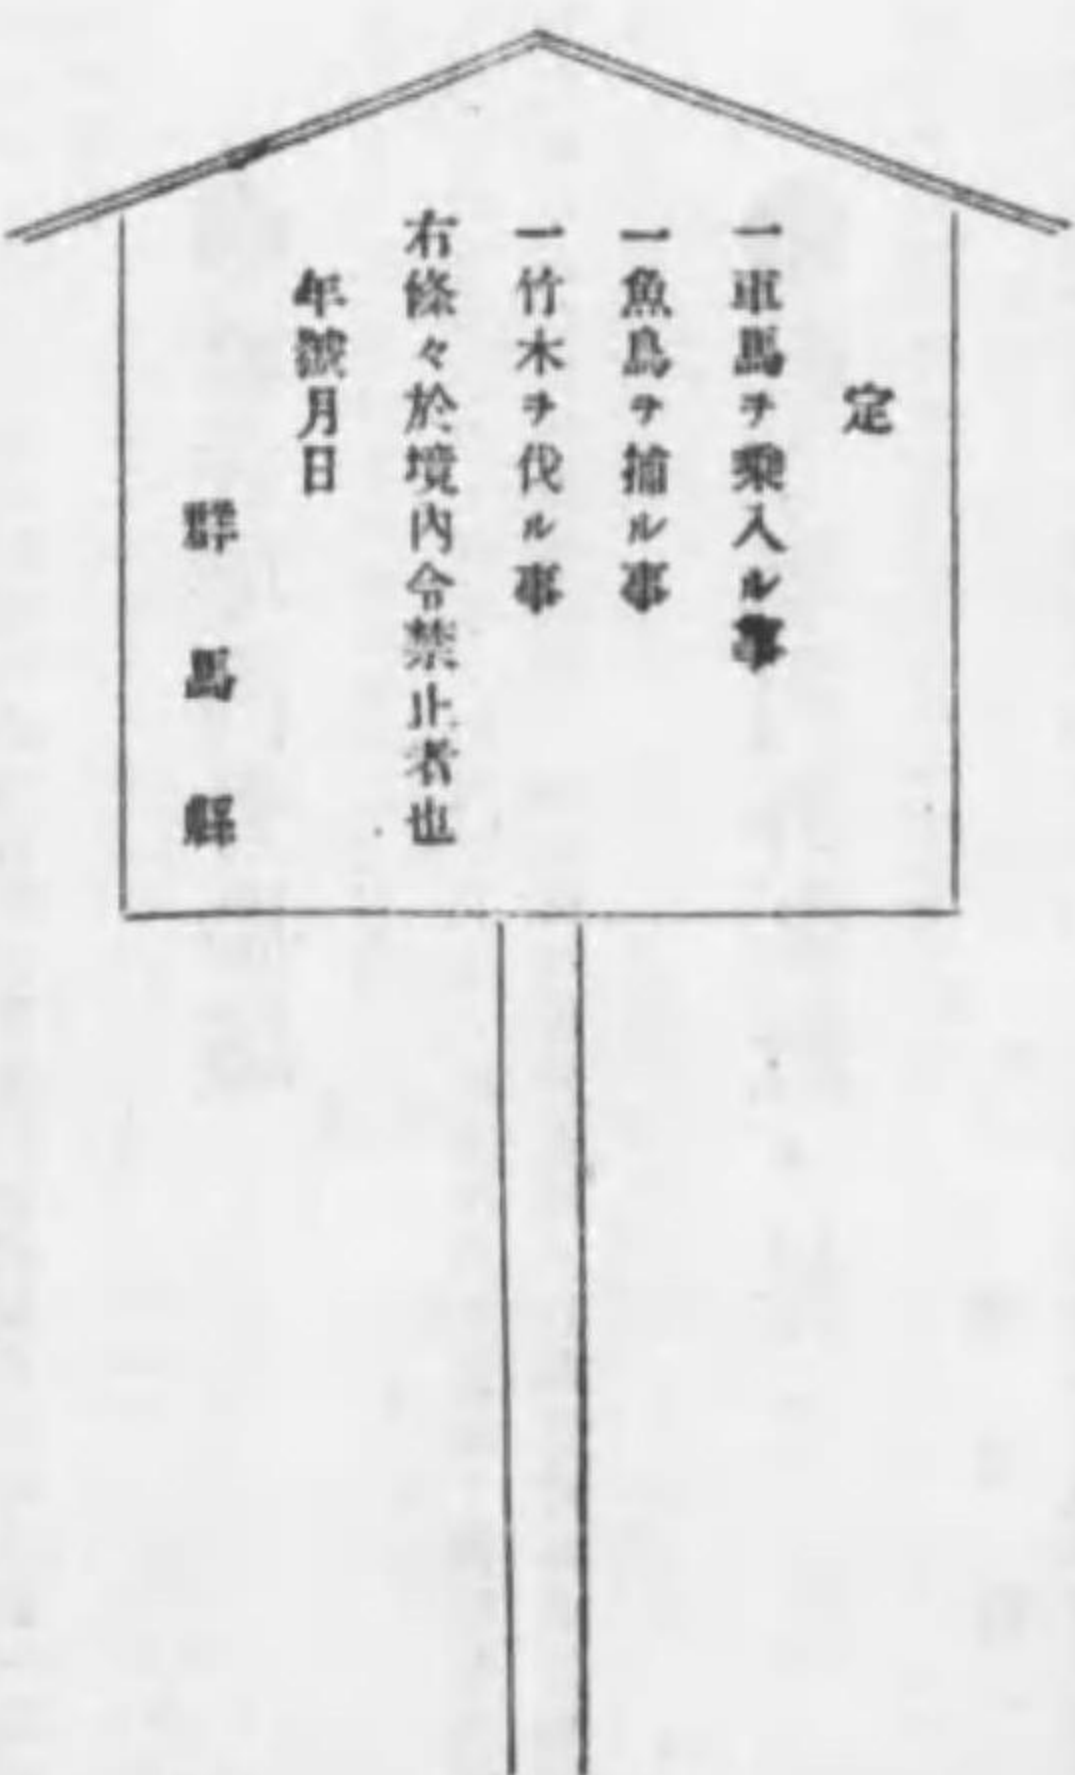 定
一車馬ヲ乘入ル事
一魚鳥ヲ捕ル事
一竹木ヲ伐ル事
右條々於境內令禁止者也
年號月日
群馬縣